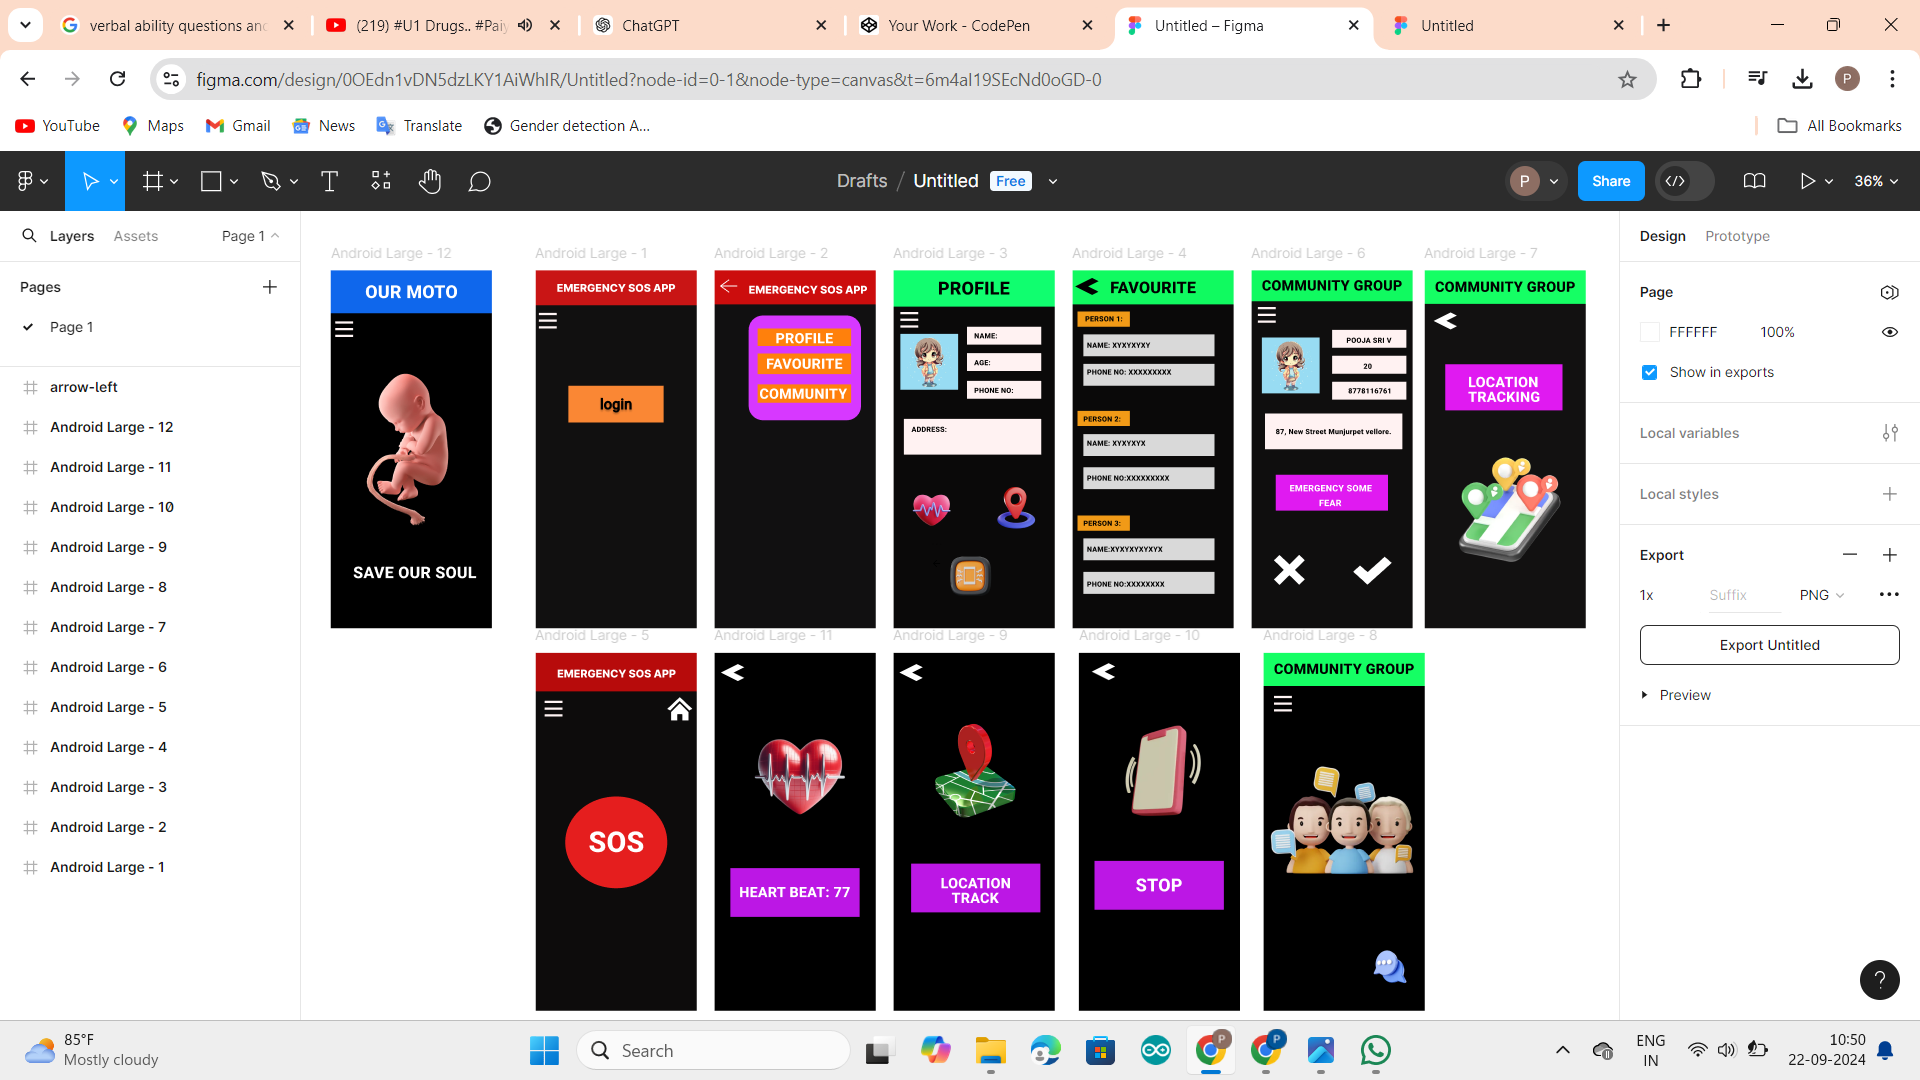 verbal ability questions and
(219) #U1 Drugs.. #Paiy
ChatGPT
Your Work - CodePen
Untitled – Figma
Untitled
figma.com/design/0OEdn1vDN5dzLKY1AiWhIR/Untitled?node-id=0-1&node-type=canvas&t=6m4al19SEcNd0oGD-0
P
YouTube
Maps
Gmail
News
Translate
Gender detection A...
All Bookmarks
Drafts / Untitled
Free
P
Share
36%
Layers
Assets
Page 1
Pages
Page 1
arrow-left
Android Large - 12
Android Large - 11
Android Large - 10
Android Large - 9
Android Large - 8
Android Large - 7
Android Large - 6
Android Large - 5
Android Large - 4
Android Large - 3
Android Large - 2
Android Large - 1
Android Large - 12
OUR MOTO
SAVE OUR SOUL
Android Large - 1
EMERGENCY SOS APP
login
Android Large - 2
EMERGENCY SOS APP
PROFILE
FAVOURITE
COMMUNITY
Android Large - 3
PROFILE
NAME:
AGE:
PHONE NO:
ADDRESS:
Android Large - 4
FAVOURITE
PERSON 1:
NAME: XYXYXYXY
PHONE NO: XXXXXXXXX
PERSON 2:
NAME: XYXYXYX
PHONE NO:XXXXXXXXX
PERSON 3:
NAME:XYXYXYXYXYX
PHONE NO:XXXXXXXX
Android Large - 6
COMMUNITY GROUP
POOJA SRI V
20
8778116761
87, New Street Munjurpet vellore.
EMERGENCY SOME
FEAR
Android Large - 7
COMMUNITY GROUP
LOCATION
TRACKING
Android Large - 5
EMERGENCY SOS APP
SOS
Android Large - 11
HEART BEAT: 77
Android Large - 9
LOCATION
TRACK
Android Large - 10
STOP
Android Large - 8
COMMUNITY GROUP
Design
Prototype
Page
FFFFFF
100%
Show in exports
Local variables
Local styles
Export
1x
Suffix
PNG
Export Untitled
Preview
?
85°F
Mostly cloudy
Search
P
P
ENG
IN
10:50
22-09-2024